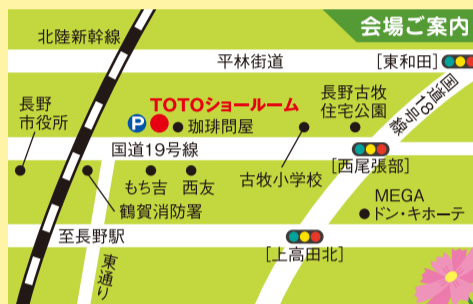 会場ご案内
北陸新幹線
平林街道
[東和田]
国道18号線
長野
市役所
TOTOショールーム
長野古牧
住宅公園
P
珈琲問屋
国道19号線
[西尾張部]
もち吉
西友
古牧小学校
鶴賀消防署
MEGA
ドン・キホーテ
至長野駅
[上高田北]
東通り